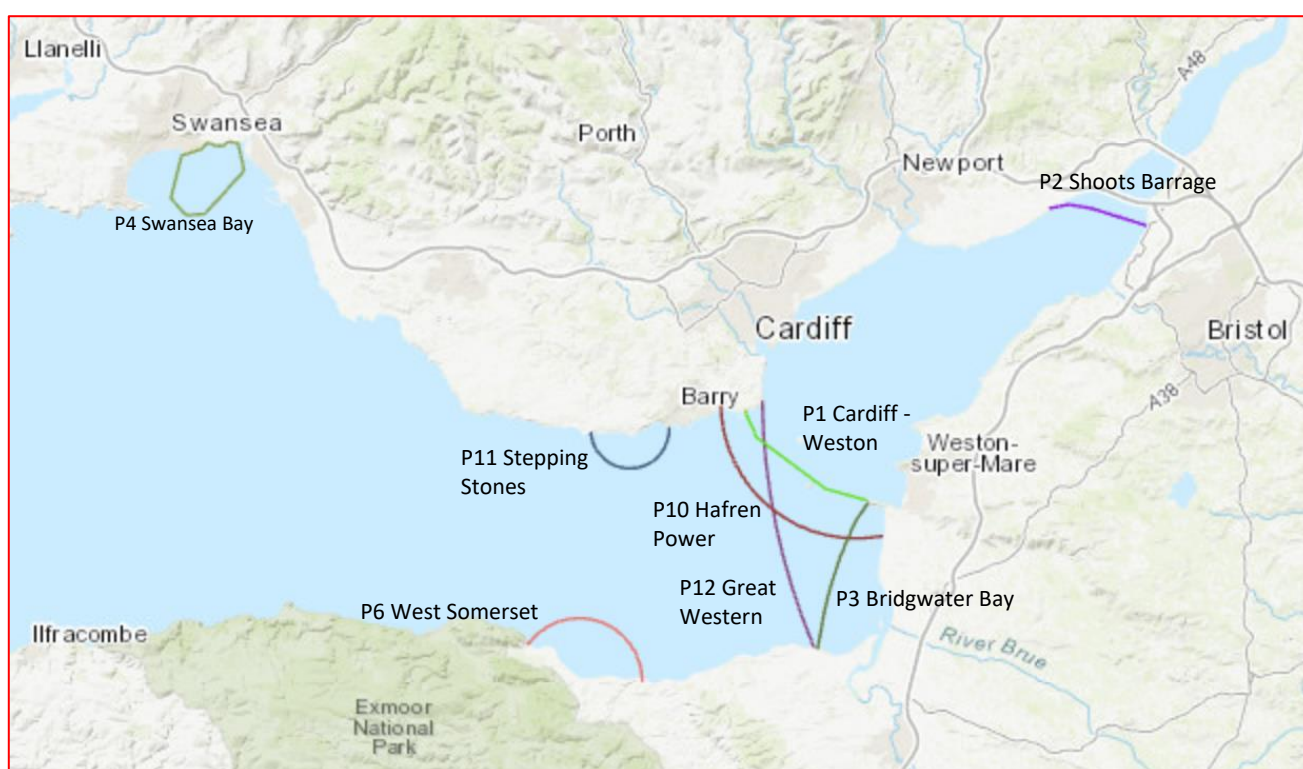 Llanelli
A48
Swansea
Porth
Newport
P2 Shoots Barrage
P4 Swansea Bay
Cardiff
Bristol
Barry
A38
P1 Cardiff -
Weston
Weston-
super-Mare
P11 Stepping
Stones
P10 Hafren
Power
P12 Great
Western
P3 Bridgwater Bay
P6 West Somerset
Ilfracombe
River Brue
Exmoor
National
Park